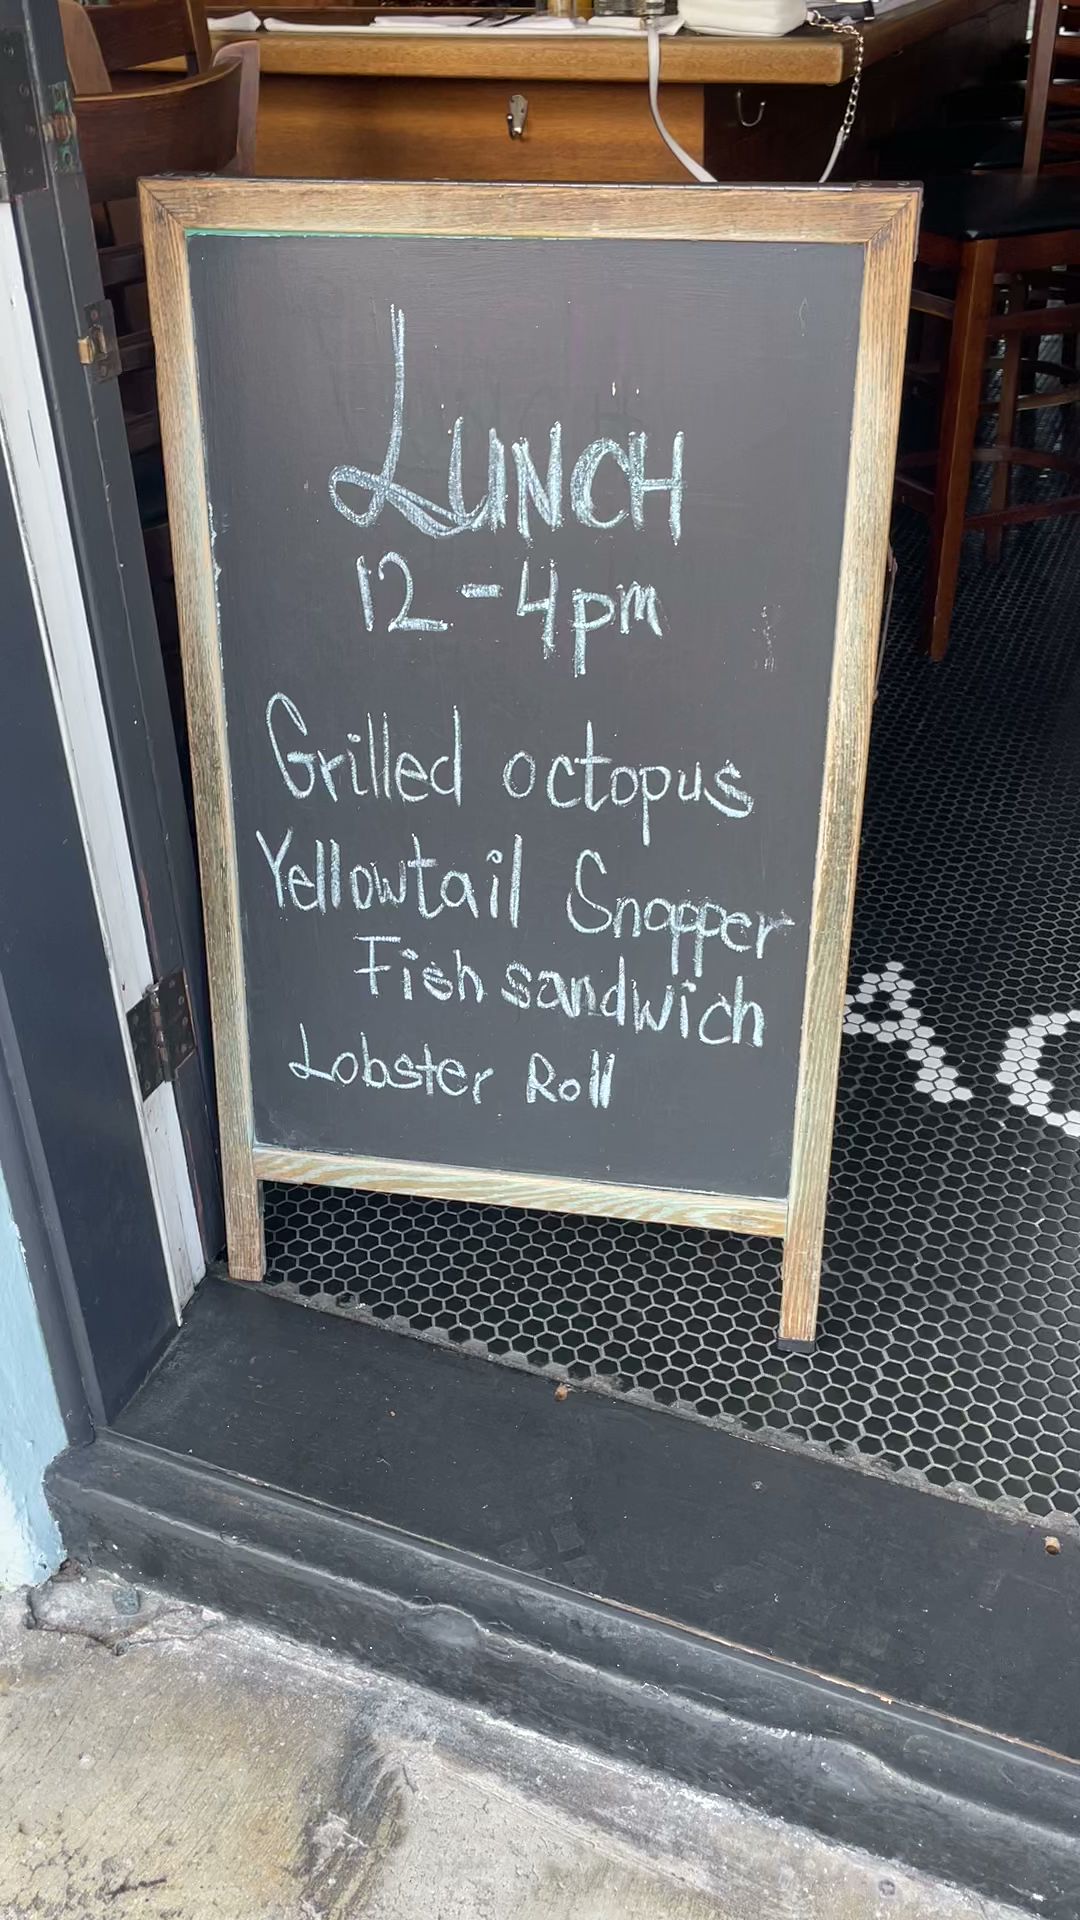 LUNCH
12-4pm
Grilled octopus
Yellowtail Snapper
Fish sandwich
Lobster Roll